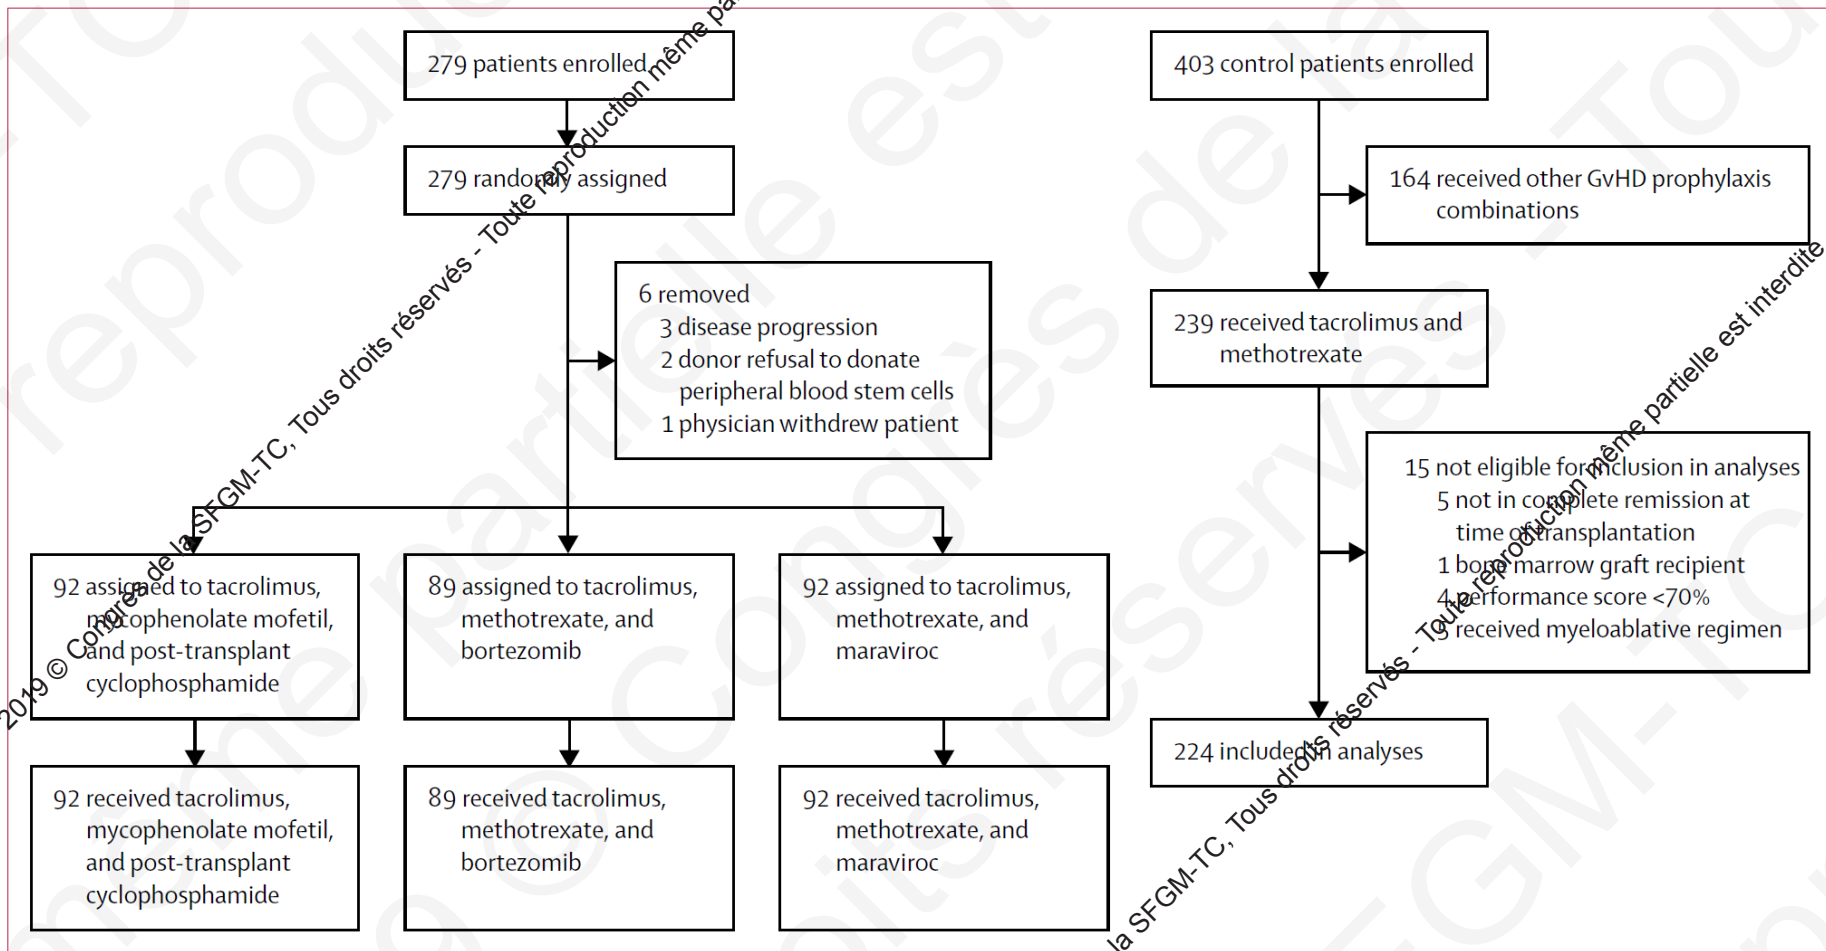 279 patients enrolled
279 randomly assigned
6 removed
3 disease progression
2 donor refusal to donate
peripheral blood stem cells
1 physician withdrew patient
92 assigned to tacrolimus,
mycophenolate mofetil,
and post-transplant
cyclophosphamide
89 assigned to tacrolimus,
methotrexate, and
bortezomib
92 assigned to tacrolimus,
methotrexate, and
maraviroc
92 received tacrolimus,
mycophenolate mofetil,
and post-transplant
cyclophosphamide
89 received tacrolimus,
methotrexate, and
bortezomib
92 received tacrolimus,
methotrexate, and
maraviroc
403 control patients enrolled
164 received other GvHD prophylaxis
combinations
239 received tacrolimus and
methotrexate
15 not eligible for inclusion in analyses
5 not in complete remission at
time of transplantation
1 bone marrow graft recipient
4 performance score <70%
5 received myeloablative regimen
224 included in analyses
2019 © Congrès de la SFGM-TC, Tous droits réservés - Toute reproduction même
la SFGM-TC, Tous droits réservés - Toute reproduction même partielle est interdite